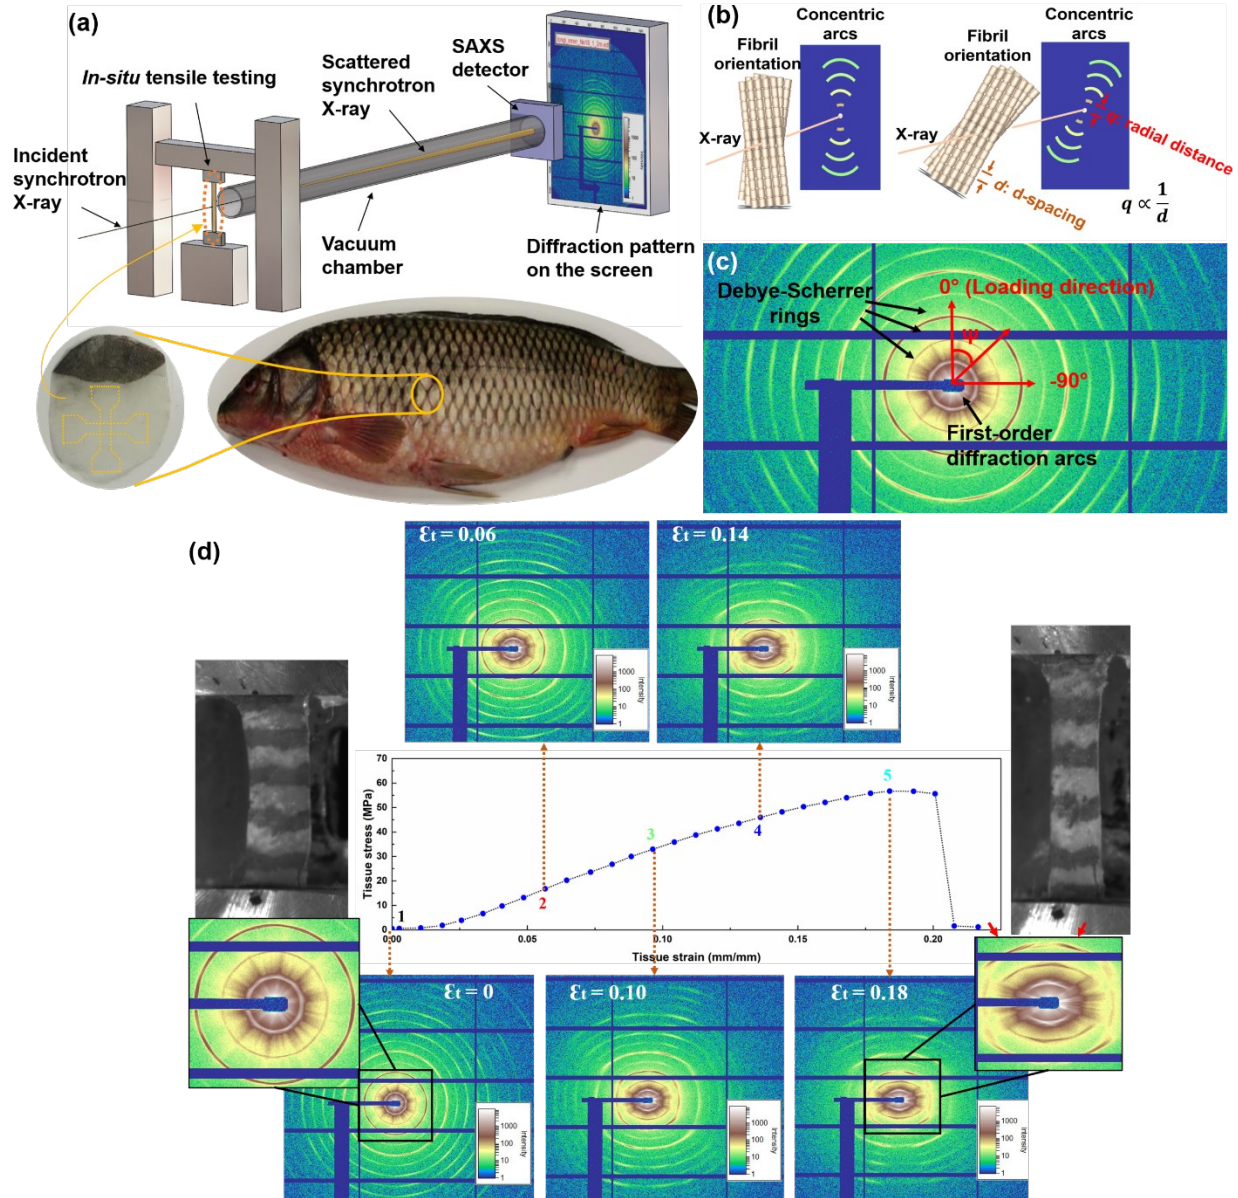 (a)
In-situ tensile testing
Scattered
synchrotron
X-ray
SAXS
detector
Incident
synchrotron
X-ray
Vacuum
chamber
Diffraction pattern
on the screen
(b)
Fibril
orientation
Concentric
arcs
X-ray
Fibril
orientation
Concentric
arcs
X-ray
q: radial distance
d: d-spacing
q ∝ 1/d
(c)
Debye-Scherrer
rings
0° (Loading direction)
Ψ
-90°
First-order
diffraction arcs
(d)
Ɛt = 0.06
1000
100
10
1
Intensity
Ɛt = 0.14
1000
100
10
1
Intensity
Tissue stress (MPa)
70
60
50
40
30
20
10
0
1
2
3
4
5
0.00
0.05
0.10
0.15
0.20
Tissue strain (mm/mm)
Ɛt = 0
1000
100
10
1
Intensity
Ɛt = 0.10
1000
100
10
1
Intensity
Ɛt = 0.18
1000
100
10
1
Intensity